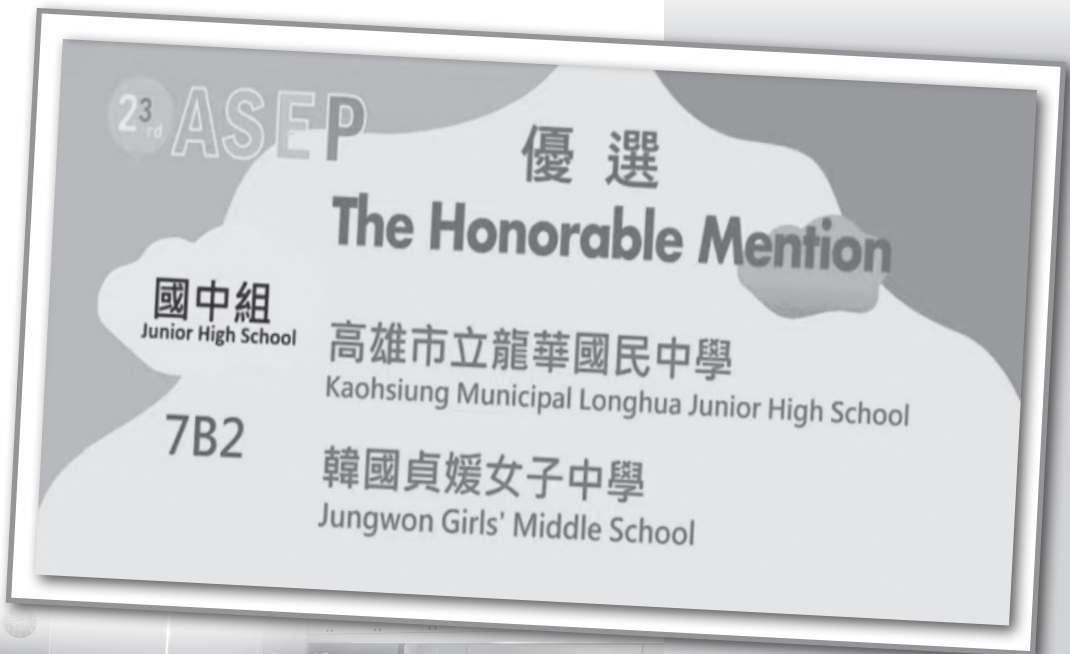 23rd ASEP
優選
The Honorable Mention
國中組
Junior High School
高雄市立龍華國民中學
Kaohsiung Municipal Longhua Junior High School
7B2
韓國貞媛女子中學
Jungwon Girls' Middle School